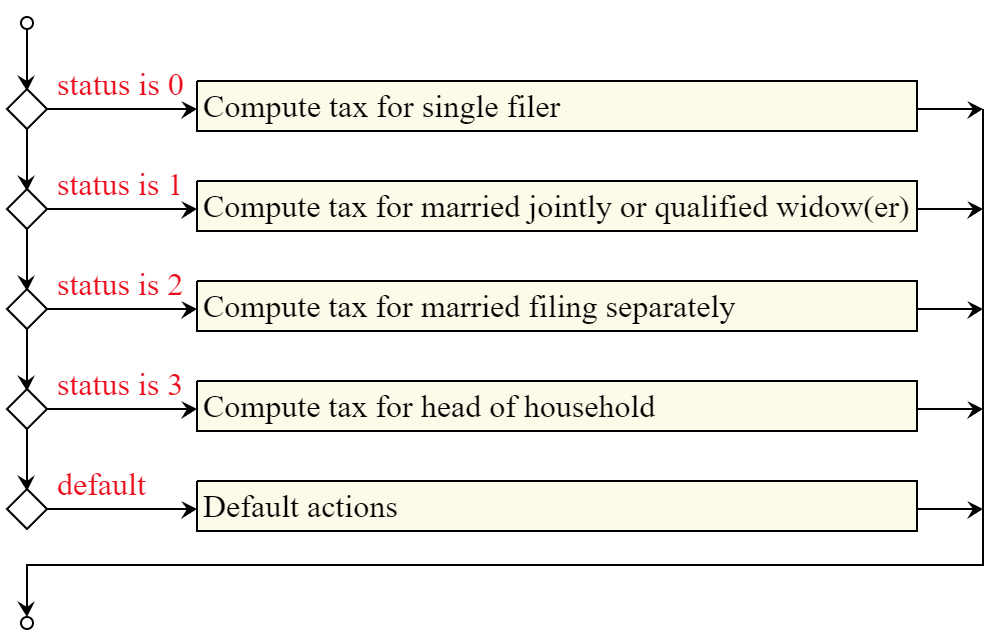 status is 0
Compute tax for single filer
status is 1
Compute tax for married jointly or qualified widow(er)
status is 2
Compute tax for married filing separately
status is 3
Compute tax for head of household
default
Default actions